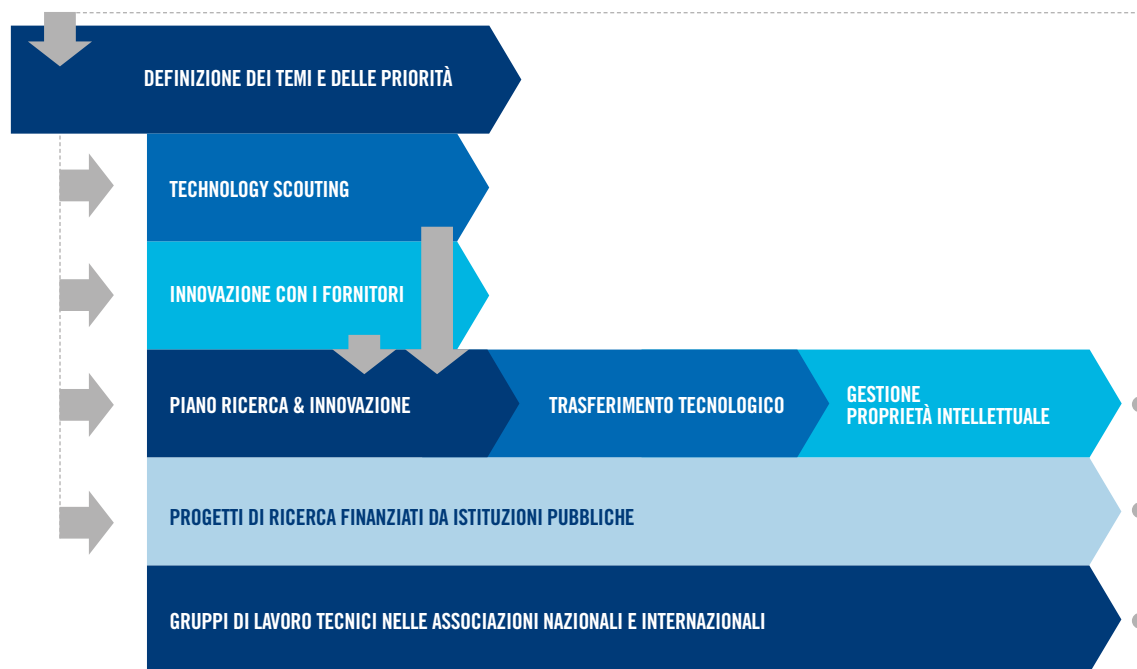 DEFINIZIONE DEI TEMI E DELLE PRIORITÀ
TECHNOLOGY SCOUTING
INNOVAZIONE CON I FORNITORI
PIANO RICERCA & INNOVAZIONE
TRASFERIMENTO TECNOLOGICO
GESTIONE
PROPRIETÀ INTELLETTUALE
PROGETTI DI RICERCA FINANZIATI DA ISTITUZIONI PUBBLICHE
GRUPPI DI LAVORO TECNICI NELLE ASSOCIAZIONI NAZIONALI E INTERNAZIONALI